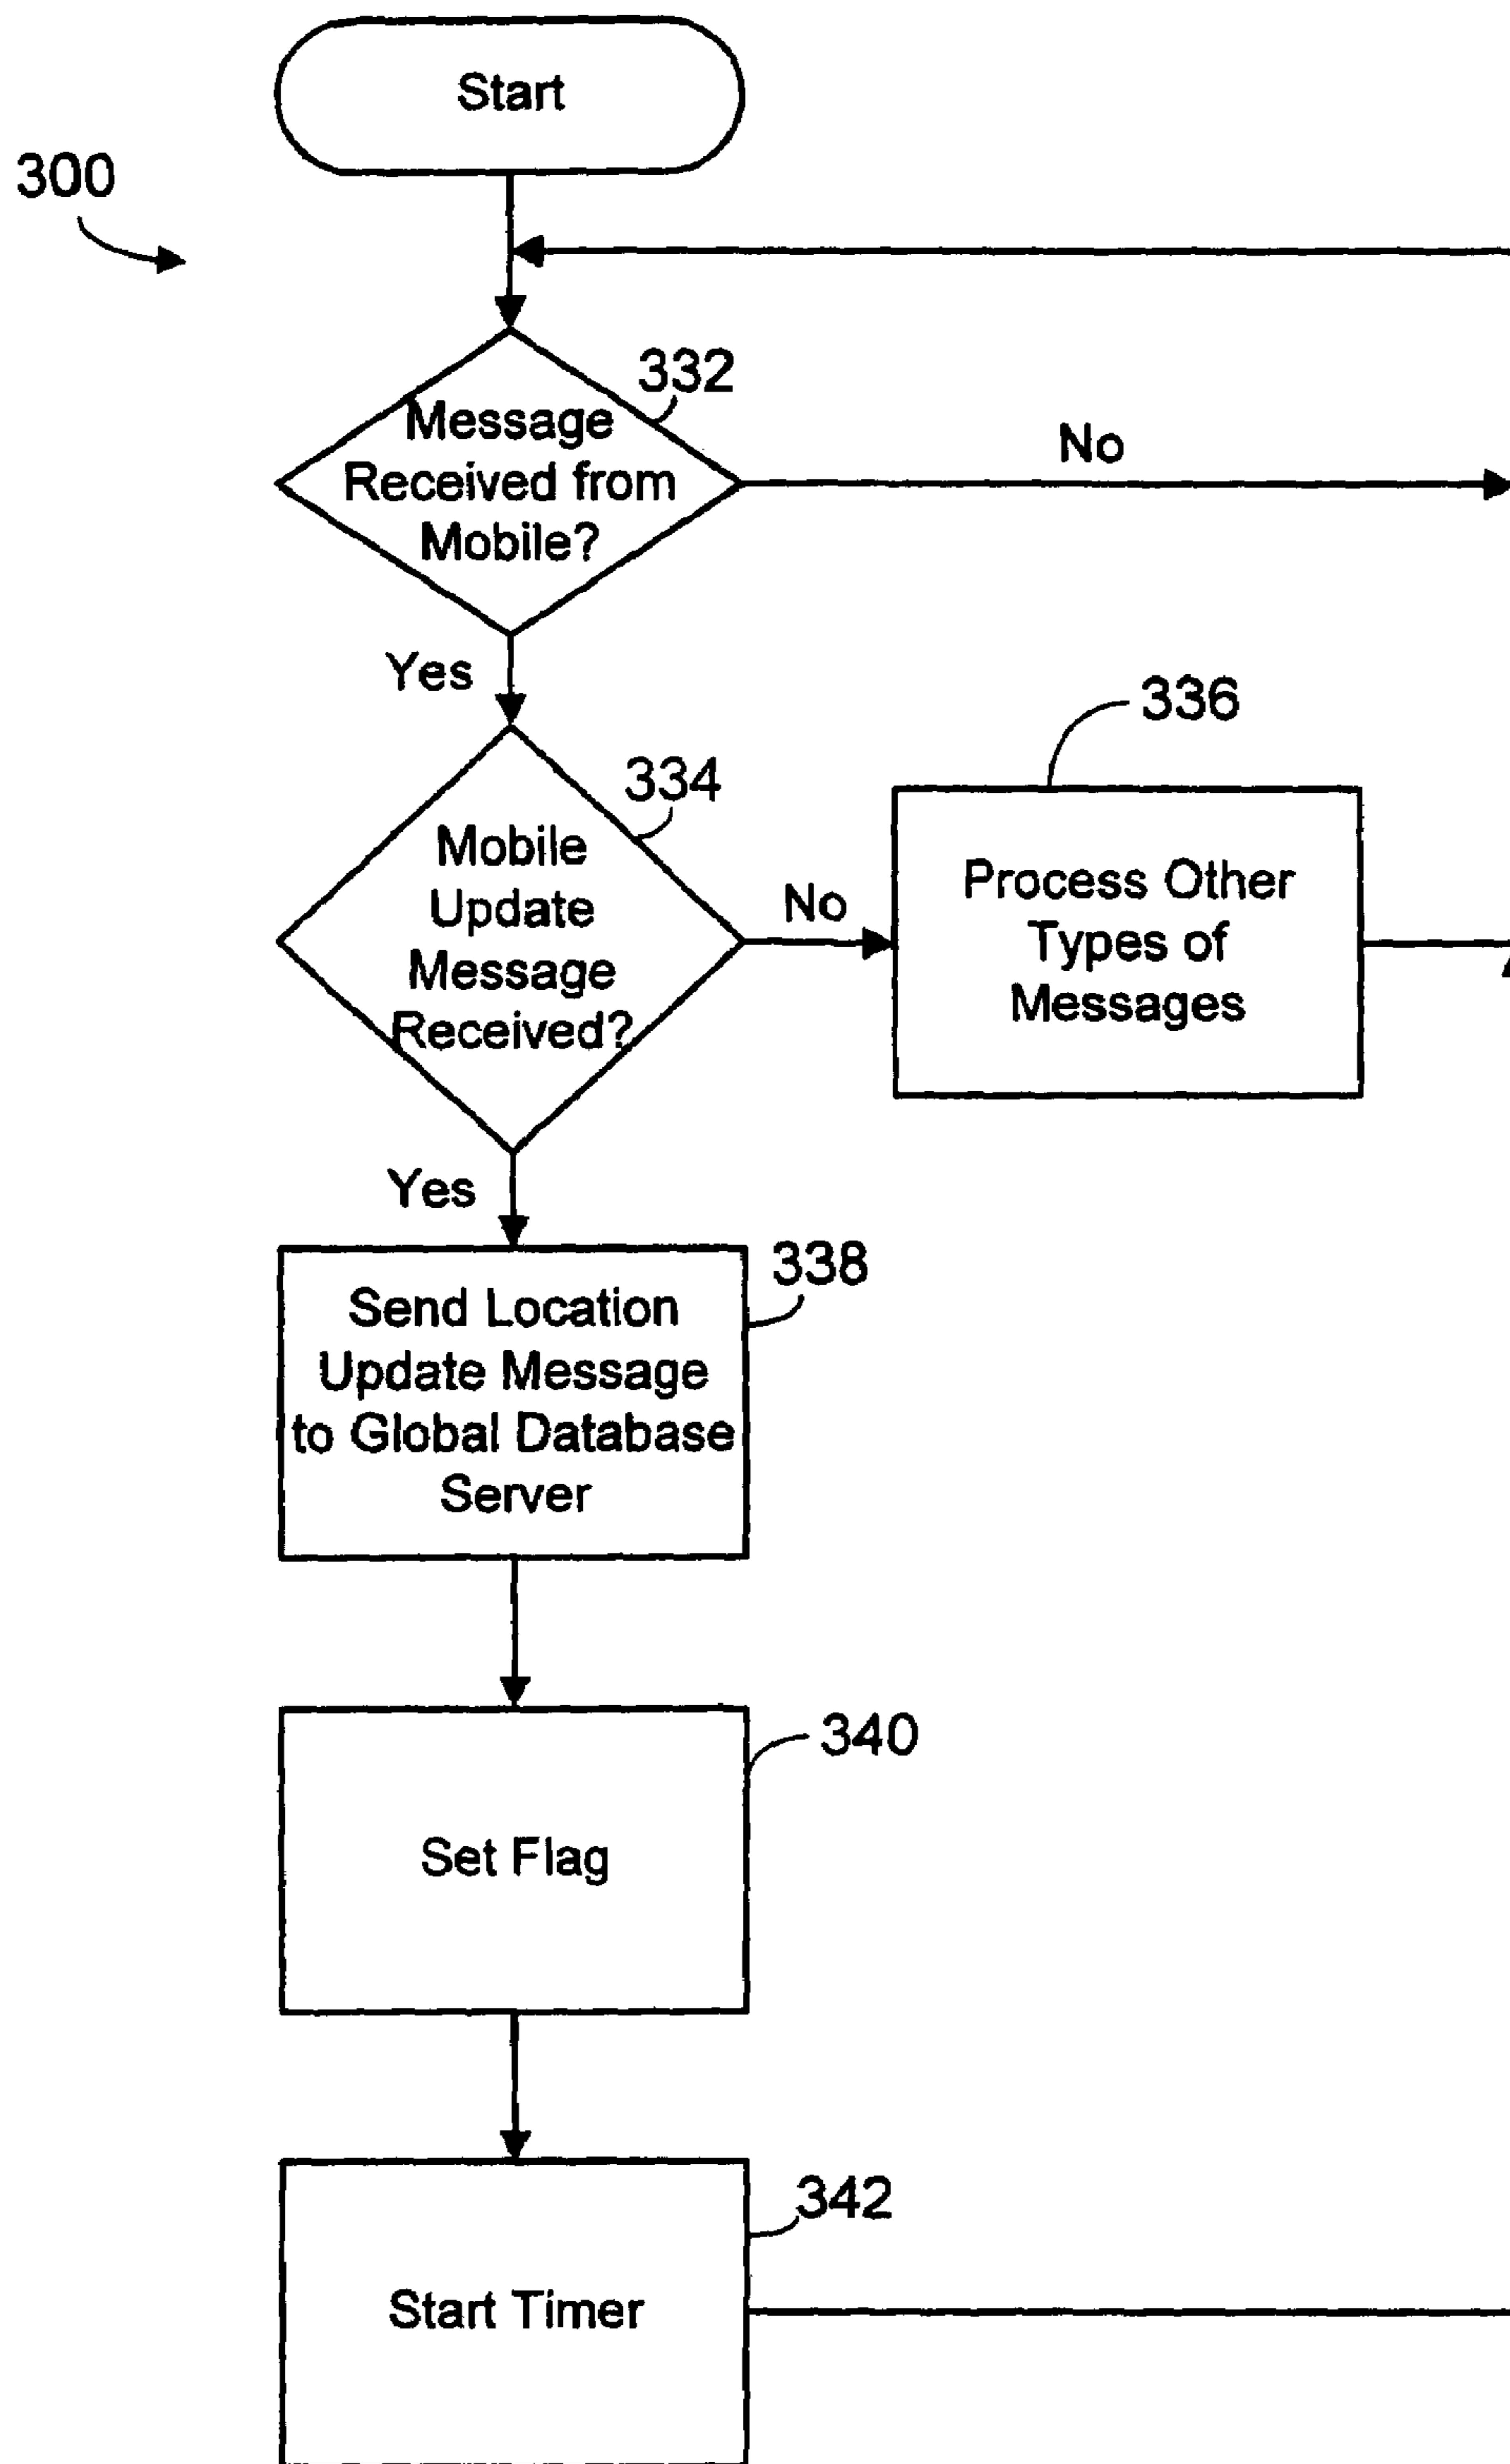 Start
300
332
Message
Received from
Mobile?
No
Yes
336
334
Mobile
Update
Message
Received?
No
Process Other
Types of
Messages
Yes
338
Send Location
Update Message
to Global Database
Server
340
Set Flag
342
Start Timer